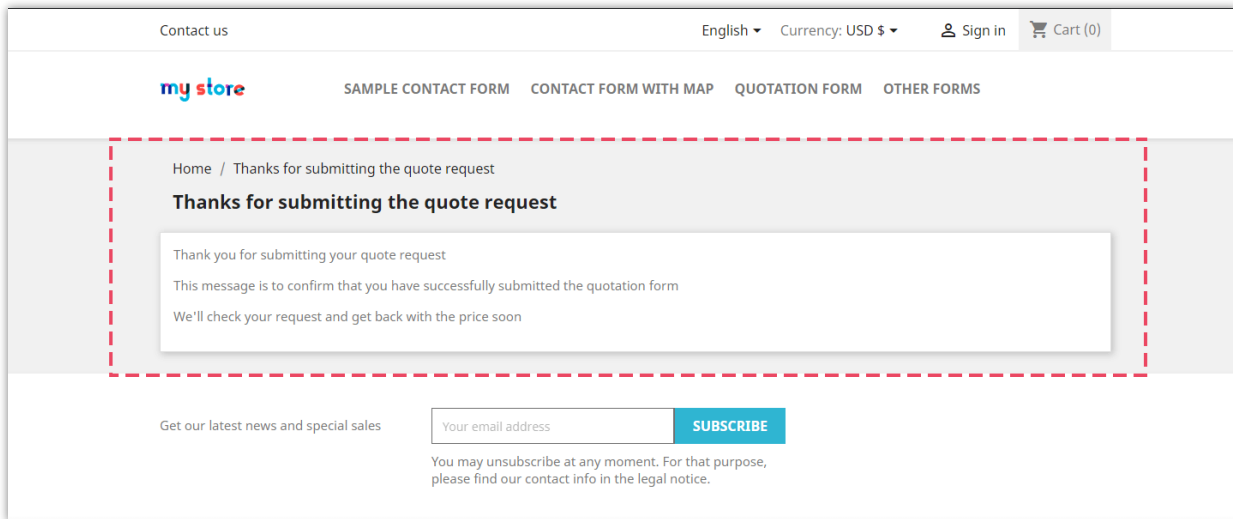 Contact us
English Currency: USD $ Sign in Cart (0)
my store
SAMPLE CONTACT FORM CONTACT FORM WITH MAP QUOTATION FORM OTHER FORMS
Home / Thanks for submitting the quote request
Thanks for submitting the quote request
Thank you for submitting your quote request
This message is to confirm that you have successfully submitted the quotation form
We'll check your request and get back with the price soon
Get our latest news and special sales
Your email address
SUBSCRIBE
You may unsubscribe at any moment. For that purpose,
please find our contact info in the legal notice.